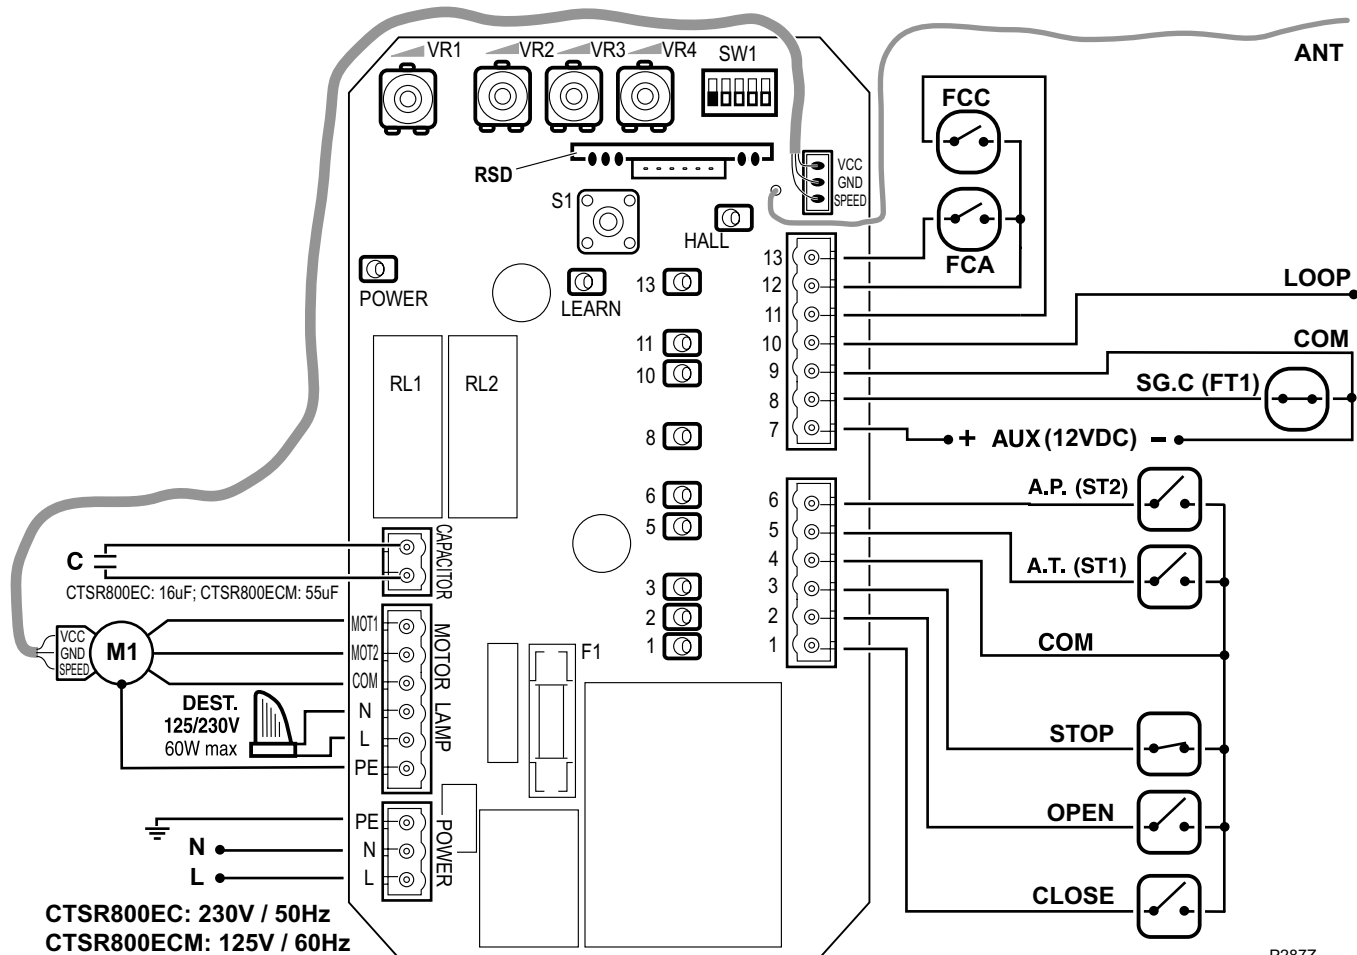 VR1 VR2 VR3 VR4 SW1
ANT
FCC
RSD
VCC
GND
SPEED
S1
HALL
FCA
POWER
LEARN
LOOP
COM
SG.C (FT1)
+ AUX (12VDC) -
RL1 RL2
13
11
10
8
6
5
3
2
1
13
12
11
10
9
8
7
6
5
4
3
2
1
A.P. (ST2)
A.T. (ST1)
COM
STOP
OPEN
CLOSE
C
CAPACITOR
CTSR800EC: 16uF; CTSR800ECM: 55uF
VCC
GND
SPEED
M1
MOT1
MOT2
COM
N
L
PE
MOTOR LAMP
F1
DEST.
125/230V
60W max
PE
N
L
POWER
N
L
CTSR800EC: 230V / 50Hz
CTSR800ECM: 125V / 60Hz